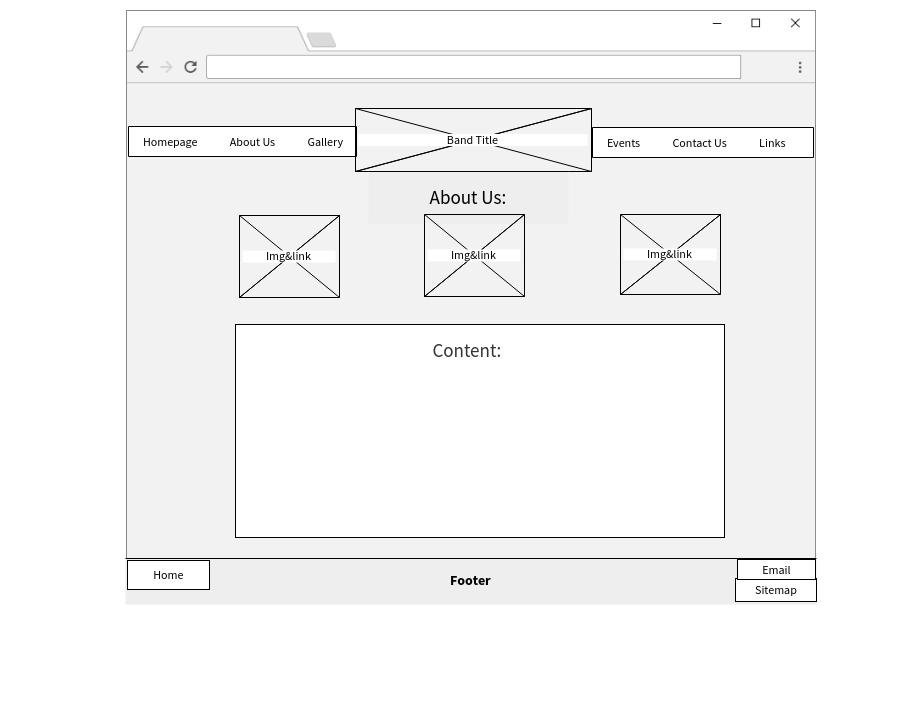 Homepage About Us Gallery Band Title Events Contact Us Links
About Us:
Img&link Img&link Img&link
Content:
Home Footer Email
Sitemap